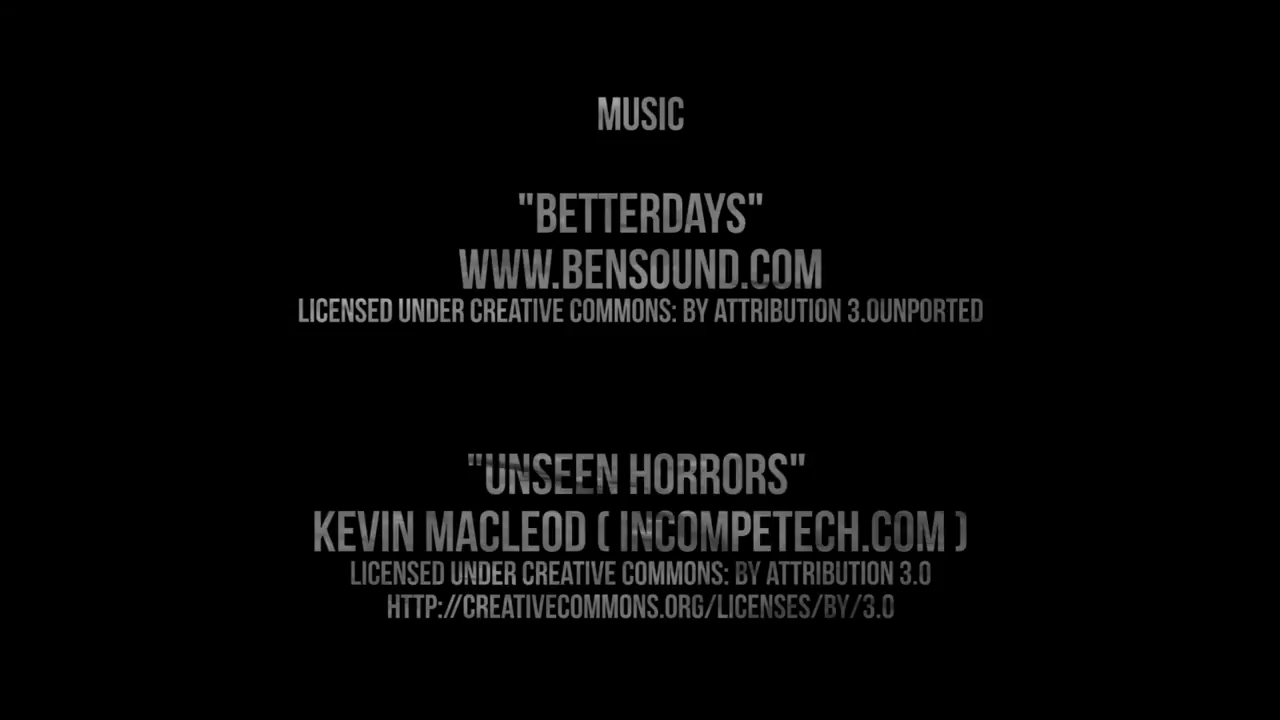 MUSIC
"BETTERDAYS"
WWW.BENSOUND.COM
LICENSED UNDER CREATIVE COMMONS: BY ATTRIBUTION 3.0UNPORTED
"UNSEEN HORRORS"
KEVIN MACLEOD ( INCOMPETECH.COM )
LICENSED UNDER CREATIVE COMMONS: BY ATTRIBUTION 3.0
HTTP://CREATIVECOMMONS.ORG/LICENSES/BY/3.0